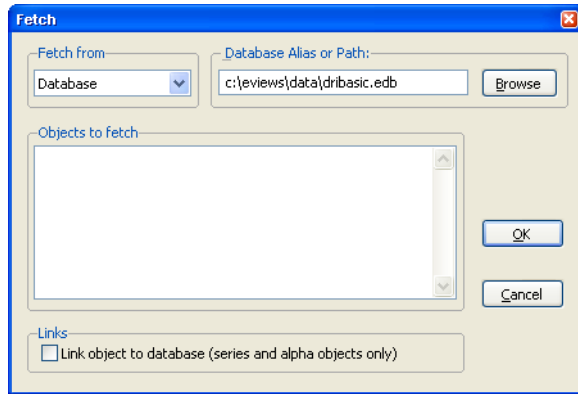 Fetch
Fetch from
Database Alias or Path:
Database
c:\eviews\data\dribasic.edb
Browse
Objects to fetch
OK
Cancel
Links
Link object to database (series and alpha objects only)